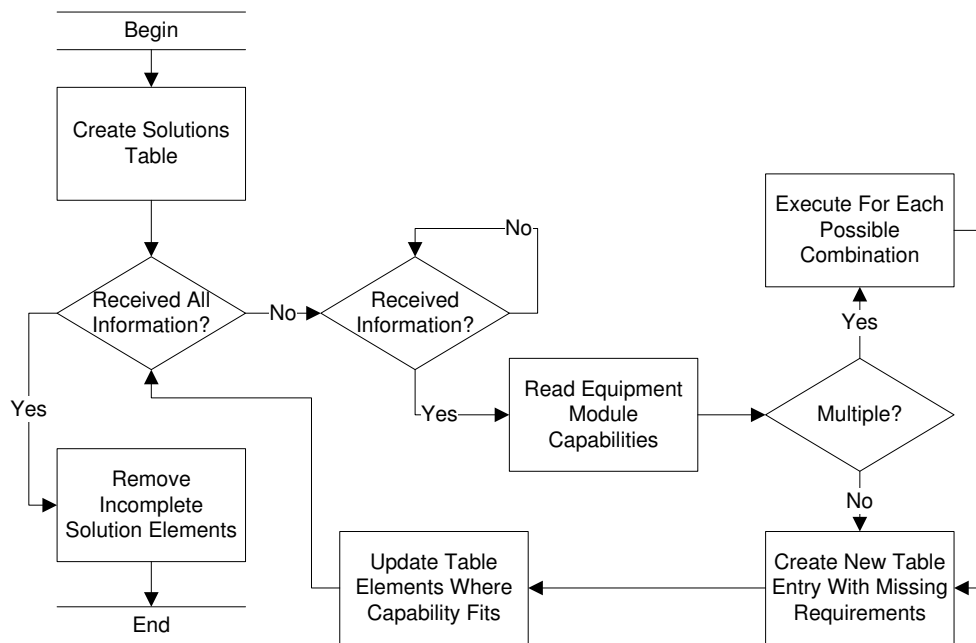 Begin
Create Solutions
Table
Received All
Information?
No
Received
Information?
No
Yes
Yes
Remove
Incomplete
Solution Elements
End
Read Equipment
Module
Capabilities
Multiple?
Yes
Execute For Each
Possible
Combination
No
Create New Table
Entry With Missing
Requirements
Update Table
Elements Where
Capability Fits